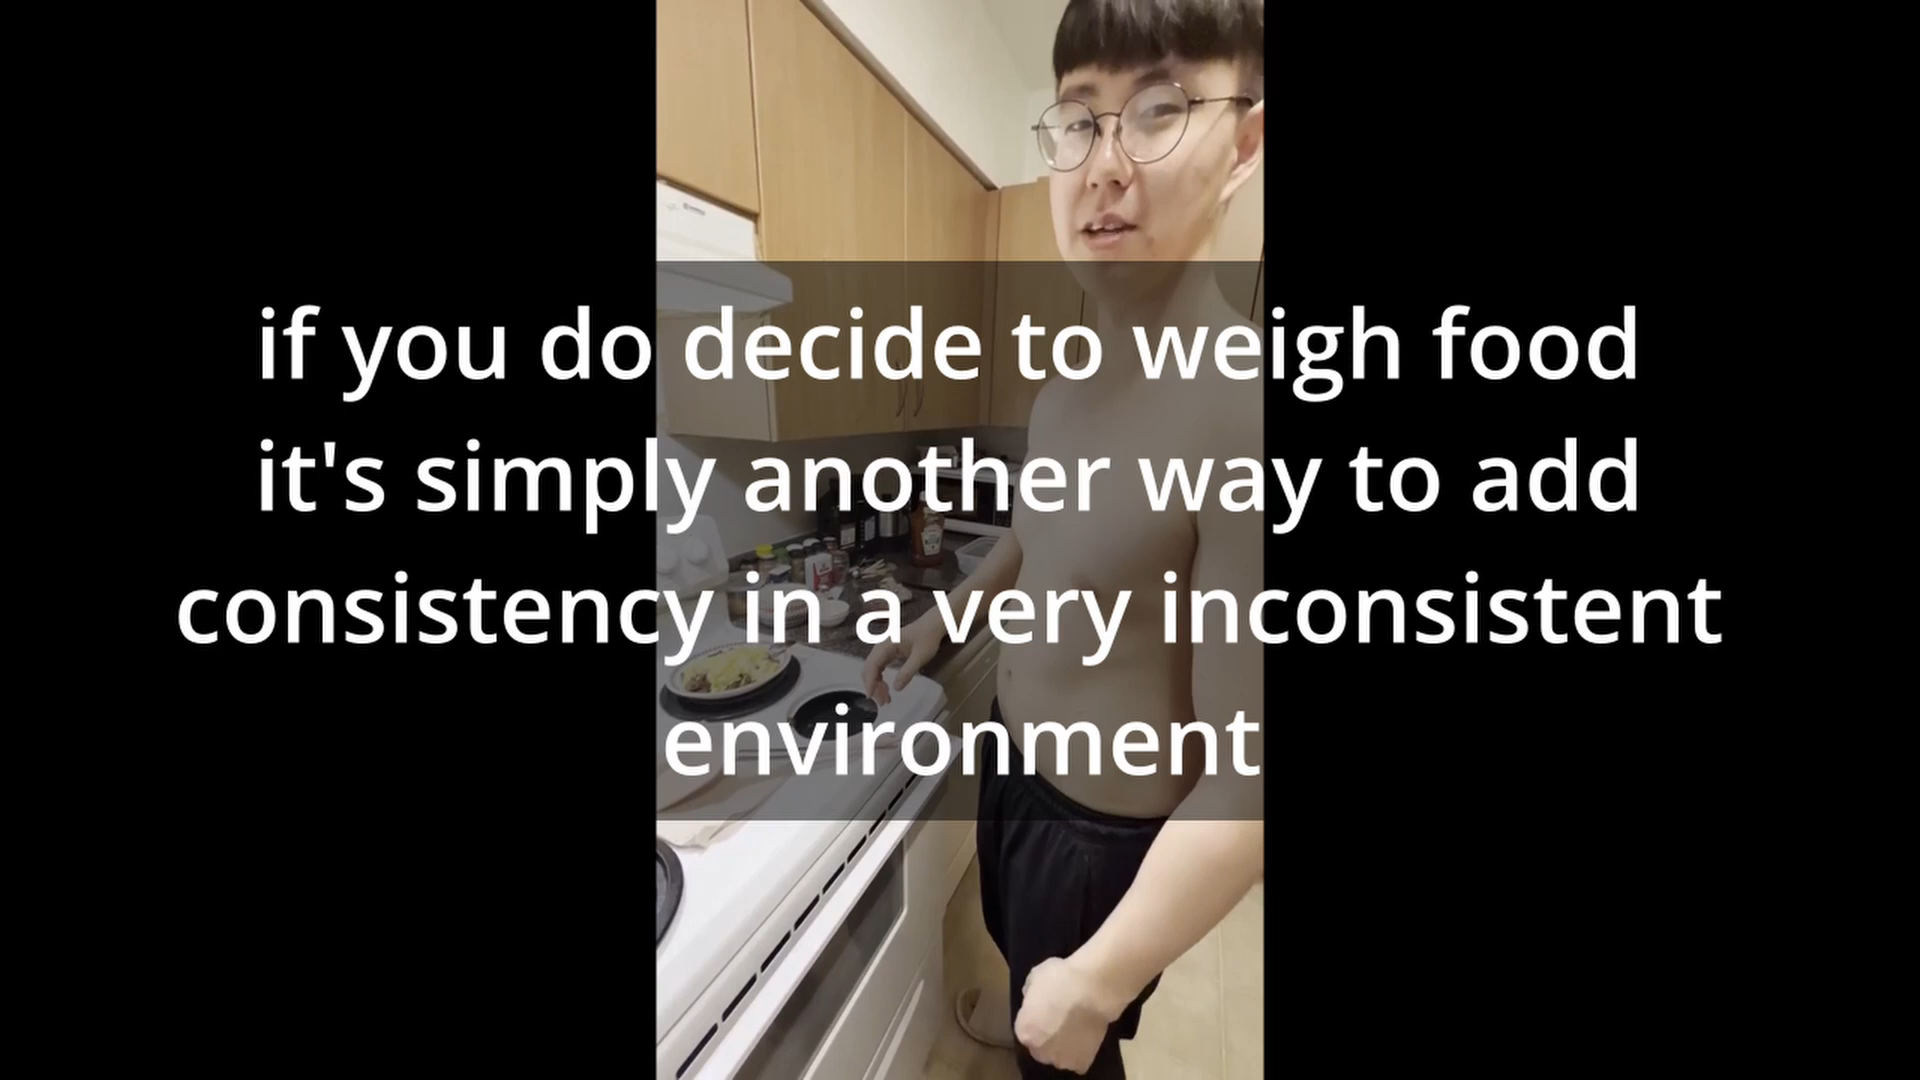 if you do decide to weigh food
it's simply another way to add
consistency in a very inconsistent
environment